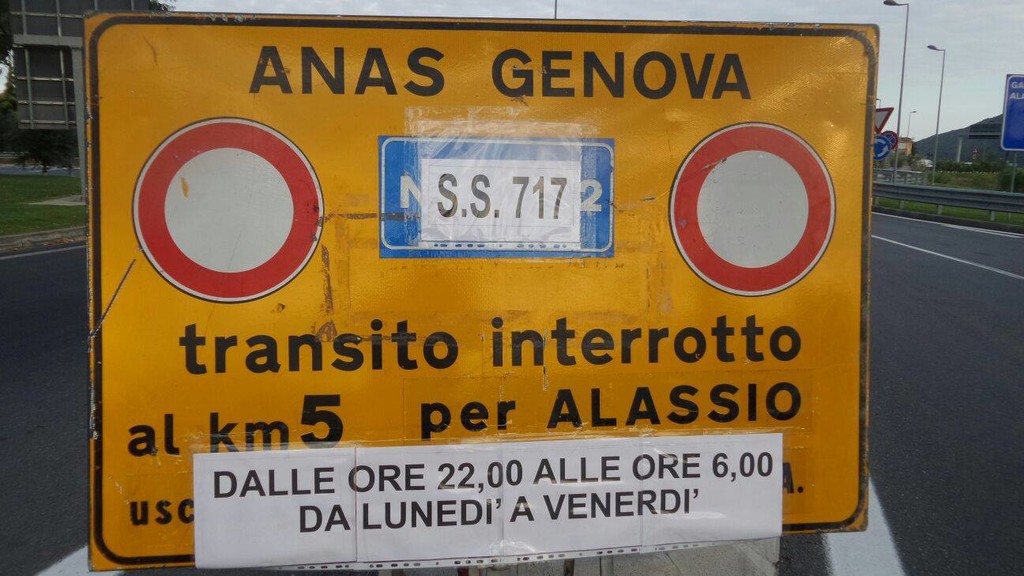 ANAS GENOVA
S.S. 717
transito interrotto
al km 5 per ALASSIO
DALLE ORE 22,00 ALLE ORE 6,00
DA LUNEDI' A VENERDI'